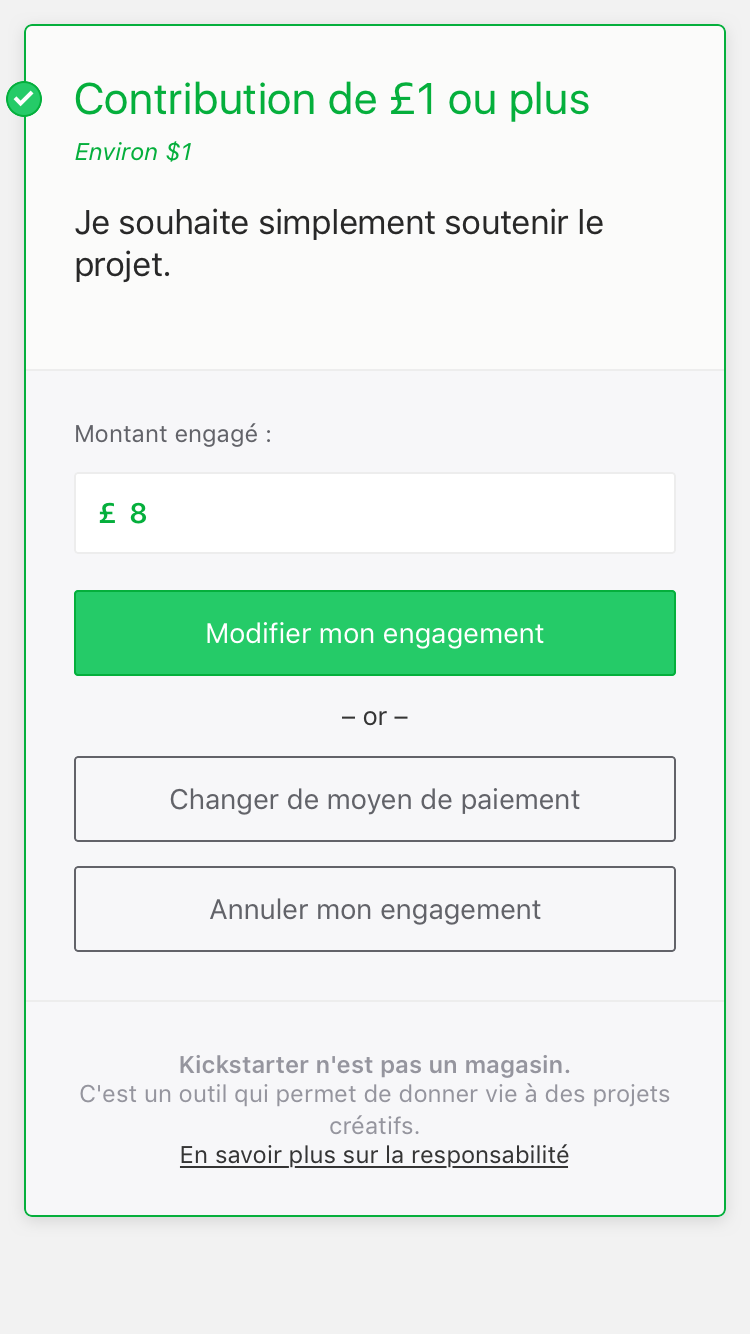 Contribution de £1 ou plus
Environ $1
Je souhaite simplement soutenir le
projet.
Montant engagé :
£ 8
Modifier mon engagement
– or –
Changer de moyen de paiement
Annuler mon engagement
Kickstarter n'est pas un magasin.
C'est un outil qui permet de donner vie à des projets
créatifs.
En savoir plus sur la responsabilité